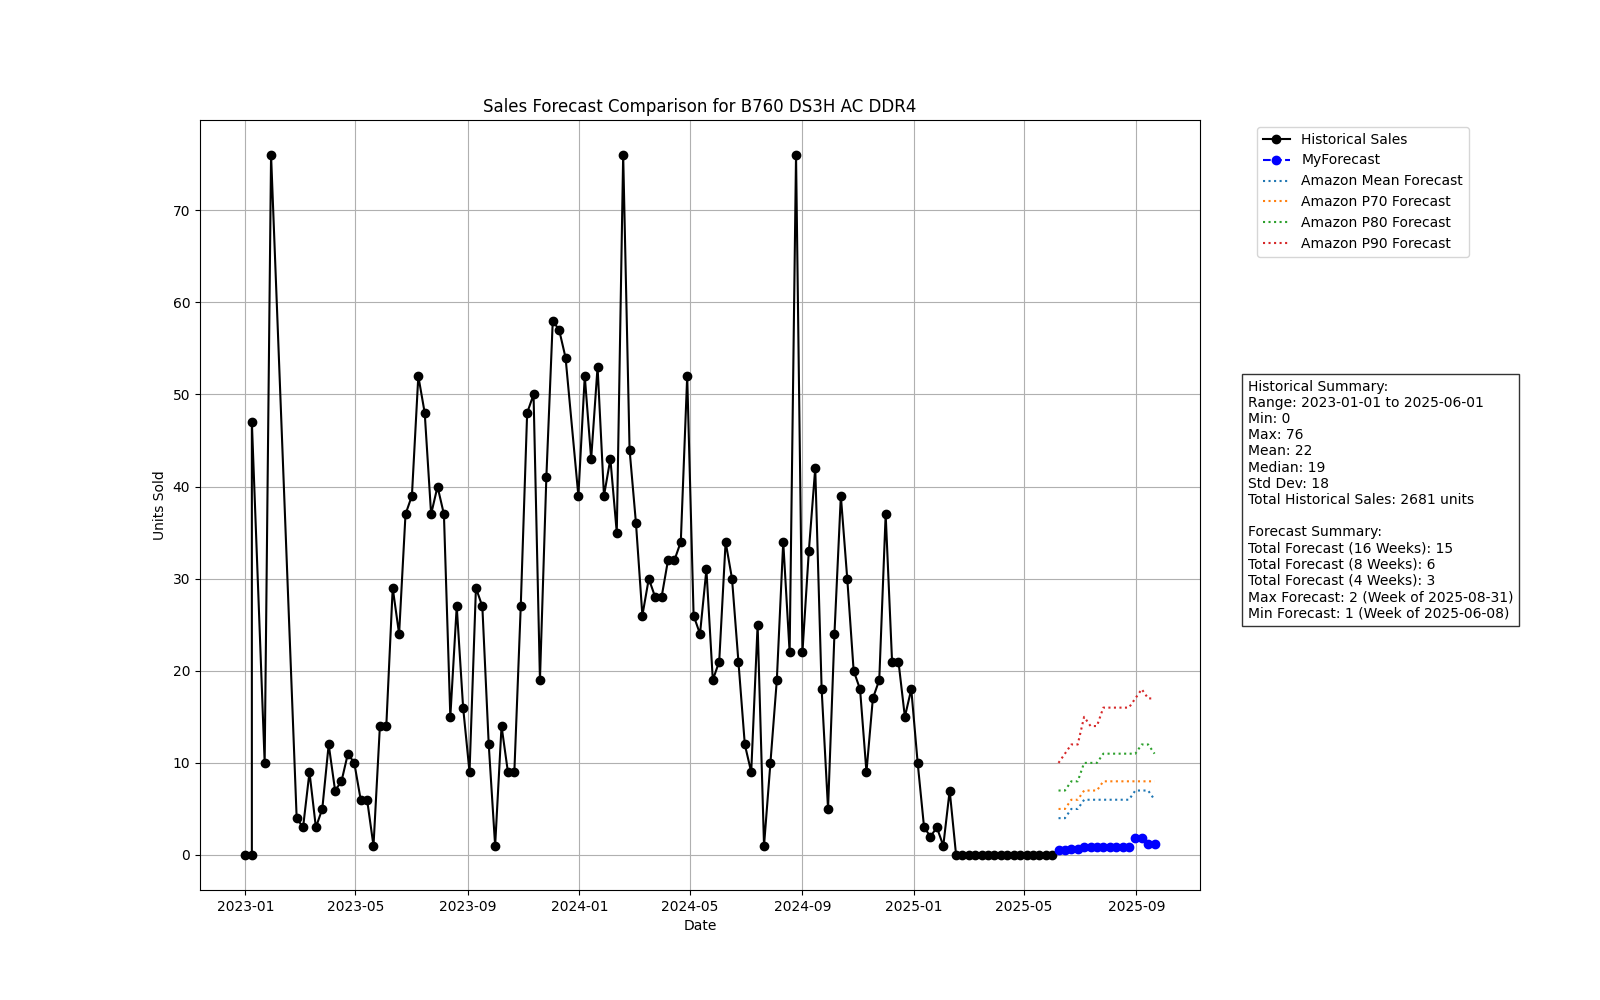 Sales Forecast Comparison for B760 DS3H AC DDR4
Units Sold
70
60
50
40
30
20
10
0
2023-01
2023-05
2023-09
2024-01
2024-05
2024-09
2025-01
2025-05
2025-09
Date
Historical Sales
MyForecast
Amazon Mean Forecast
Amazon P70 Forecast
Amazon P80 Forecast
Amazon P90 Forecast
Historical Summary:
Range: 2023-01-01 to 2025-06-01
Min: 0
Max: 76
Mean: 22
Median: 19
Std Dev: 18
Total Historical Sales: 2681 units
Forecast Summary:
Total Forecast (16 Weeks): 15
Total Forecast (8 Weeks): 6
Total Forecast (4 Weeks): 3
Max Forecast: 2 (Week of 2025-08-31)
Min Forecast: 1 (Week of 2025-06-08)